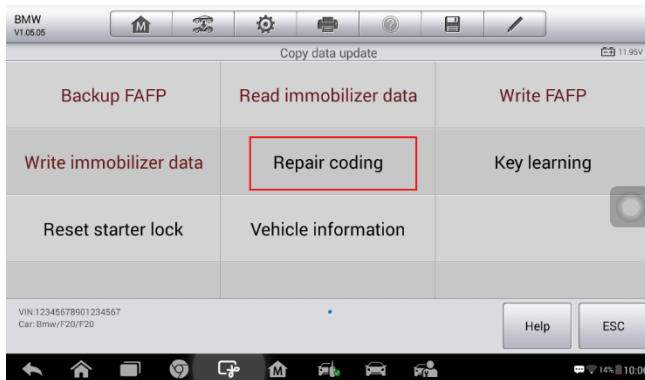 BMW
V1.05.05
Copy data update
11.95V
Backup FAFP
Read immobilizer data
Write FAFP
Write immobilizer data
Repair coding
Key learning
Reset starter lock
Vehicle information
VIN:12345678901234567
Car: Bmw/F20/F20
Help
ESC
14%